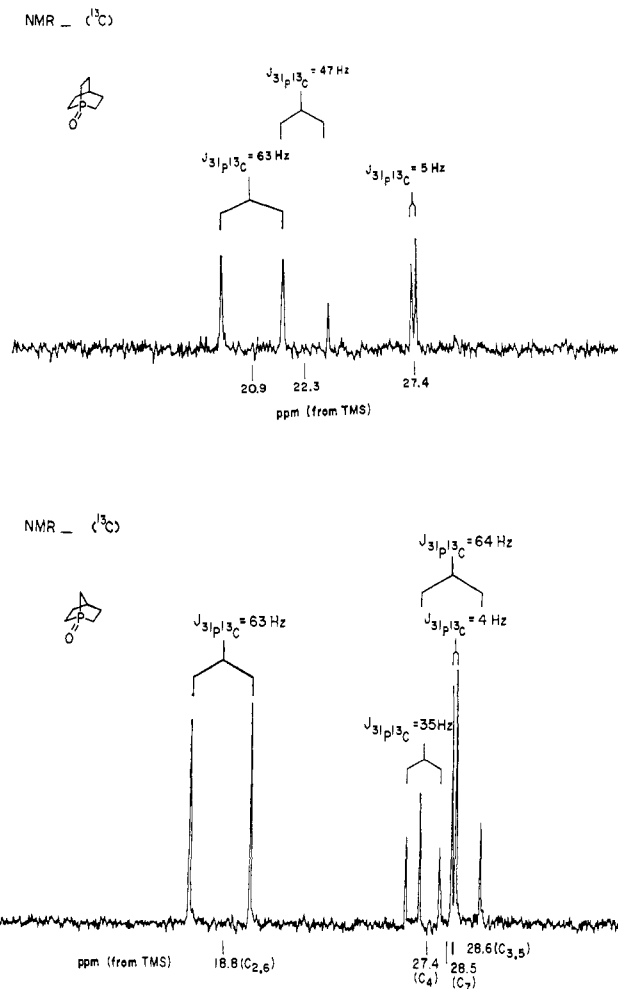 NMR _ (13C)
J31P13C = 47 Hz
J31P13C = 63 Hz
J31P13C = 5 Hz
P
O
20.9 22.3 27.4
ppm (from TMS)
NMR _ (13C)
J31P13C = 64 Hz
J31P13C = 63 Hz
J31P13C = 4 Hz
P
O
J31P13C = 35Hz
ppm (from TMS)
18.8 (C2,6)
27.4
(C4)
28.6 (C3,5)
28.5
(C7)